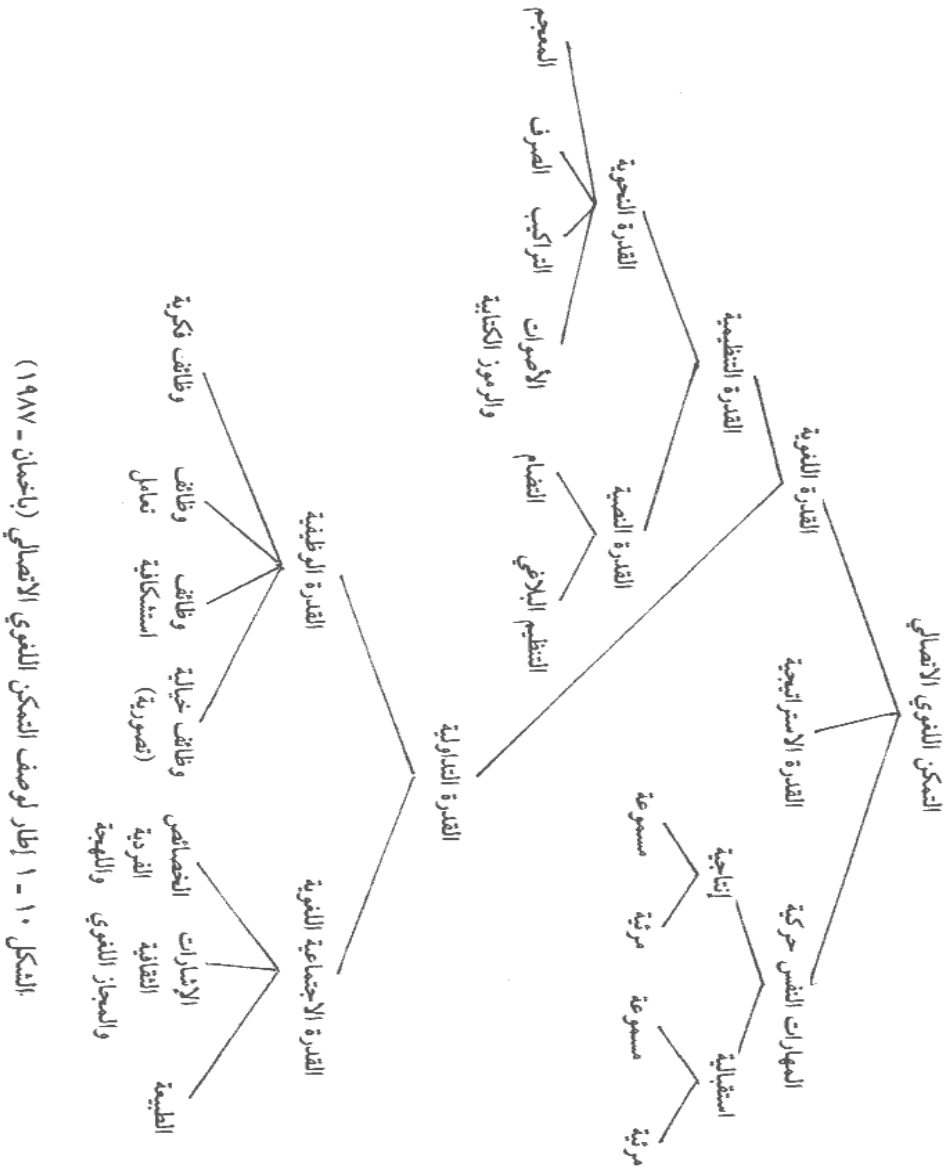 التمكن اللغوي الاتصالي
المهارات النفس حركية
القدرة الاستراتيجية
القدرة اللغوية
استقبالية
إنتاجية
القدرة التنظيمية
مرئية
مسموعة
مرئية
مسموعة
القدرة النصية
القدرة النحوية
التنظيم البلاغي
التضام
الأصوات
والرموز الكتابية
التراكيب
الصرف
المعجم
القدرة التداولية
القدرة الاجتماعية اللغوية
القدرة الوظيفية
الطبيعة
الإشارات
الثقافية
والمجاز اللغوي
الخصائص
الفردية
واللهجة
وظائف خيالة
(تصورية)
وظائف
استشكافية
وظائف
تعامل
وظائف فكرية
الشكل ١٠ - ١ إطار لوصف التمكن اللغوي الاتصالي (باخمان - ١٩٨٧)